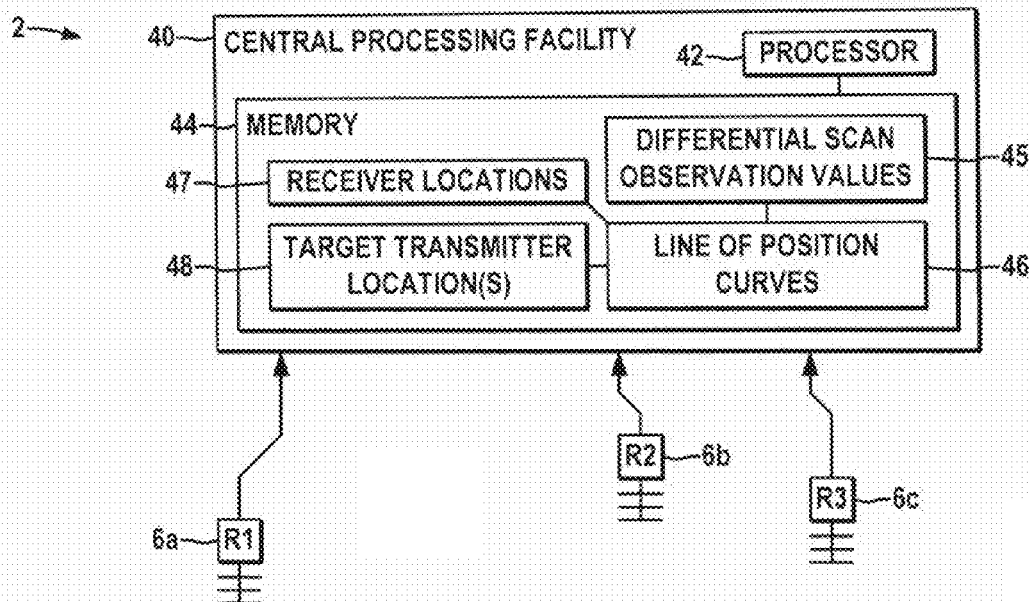 2
40
CENTRAL PROCESSING FACILITY
42
PROCESSOR
44
MEMORY
DIFFERENTIAL SCAN
OBSERVATION VALUES
45
47
RECEIVER LOCATIONS
48
TARGET TRANSMITTER
LOCATION(S)
LINE OF POSITION
CURVES
46
R2
6b
R3
6c
6a
R1